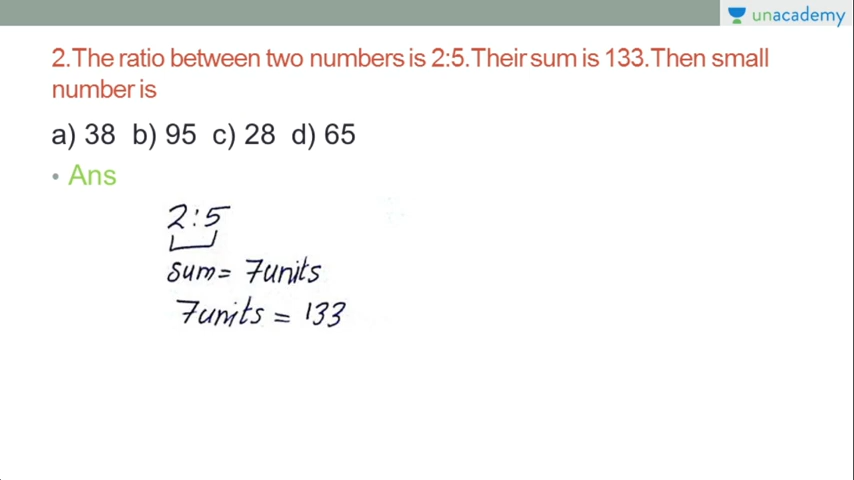 unacademy
2.The ratio between two numbers is 2:5.Their sum is 133.Then small
number is
a) 38 b) 95 c) 28 d) 65
• Ans
2:5
sum= 7units
7units = 133